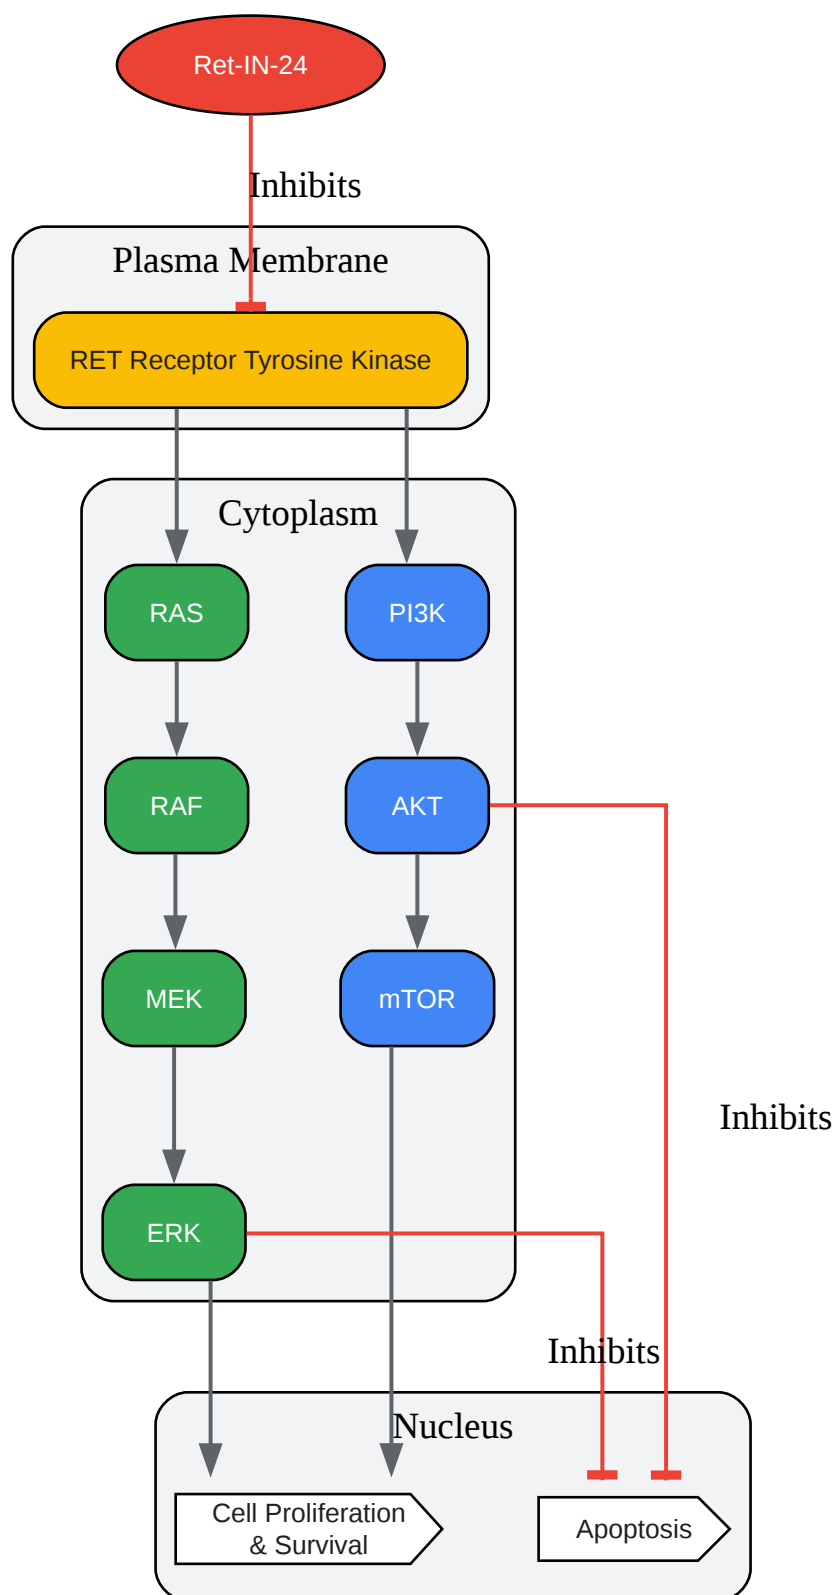 Ret-IN-24
Inhibits
Plasma Membrane
RET Receptor Tyrosine Kinase
Cytoplasm
RAS
PI3K
RAF
AKT
MEK
mTOR
Inhibits
ERK
Inhibits
Nucleus
Cell Proliferation
& Survival
Apoptosis